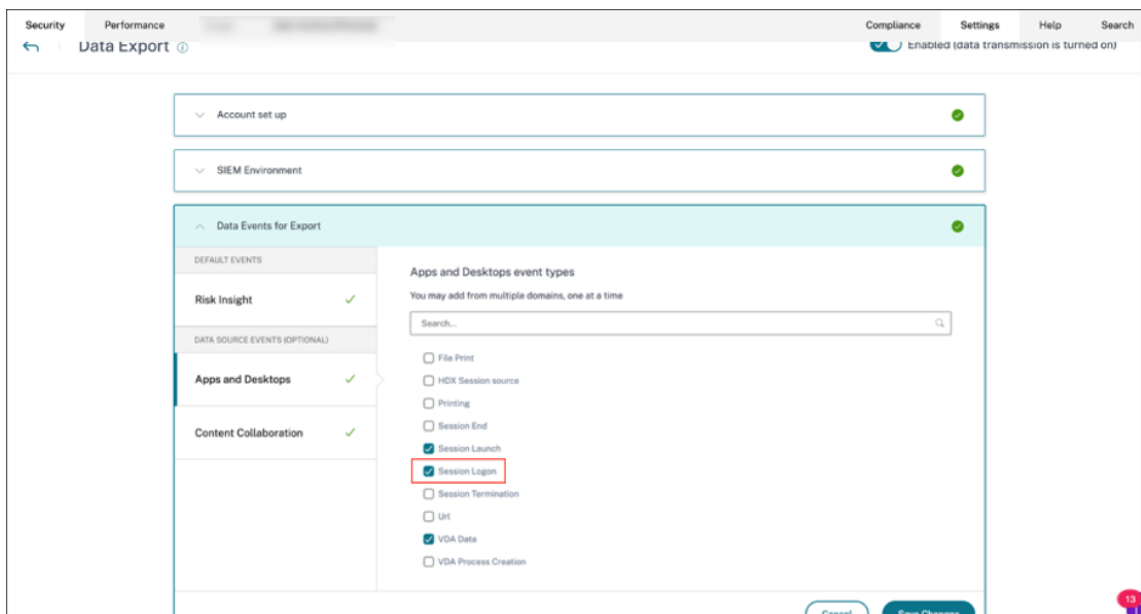 Security Performance Compliance Settings Help Search
Data Export
Enabled (data transmission is turned on)
Account set up
SIEM Environment
Data Events for Export
DEFAULT EVENTS
Risk Insight
DATA SOURCE EVENTS (OPTIONAL)
Apps and Desktops
Content Collaboration
Apps and Desktops event types
You may add from multiple domains, one at a time
Search...
File Print
HDX Session source
Printing
Session End
Session Launch
Session Logon
Session Termination
Url
VDA Data
VDA Process Creation
Cancel Save Changes
13